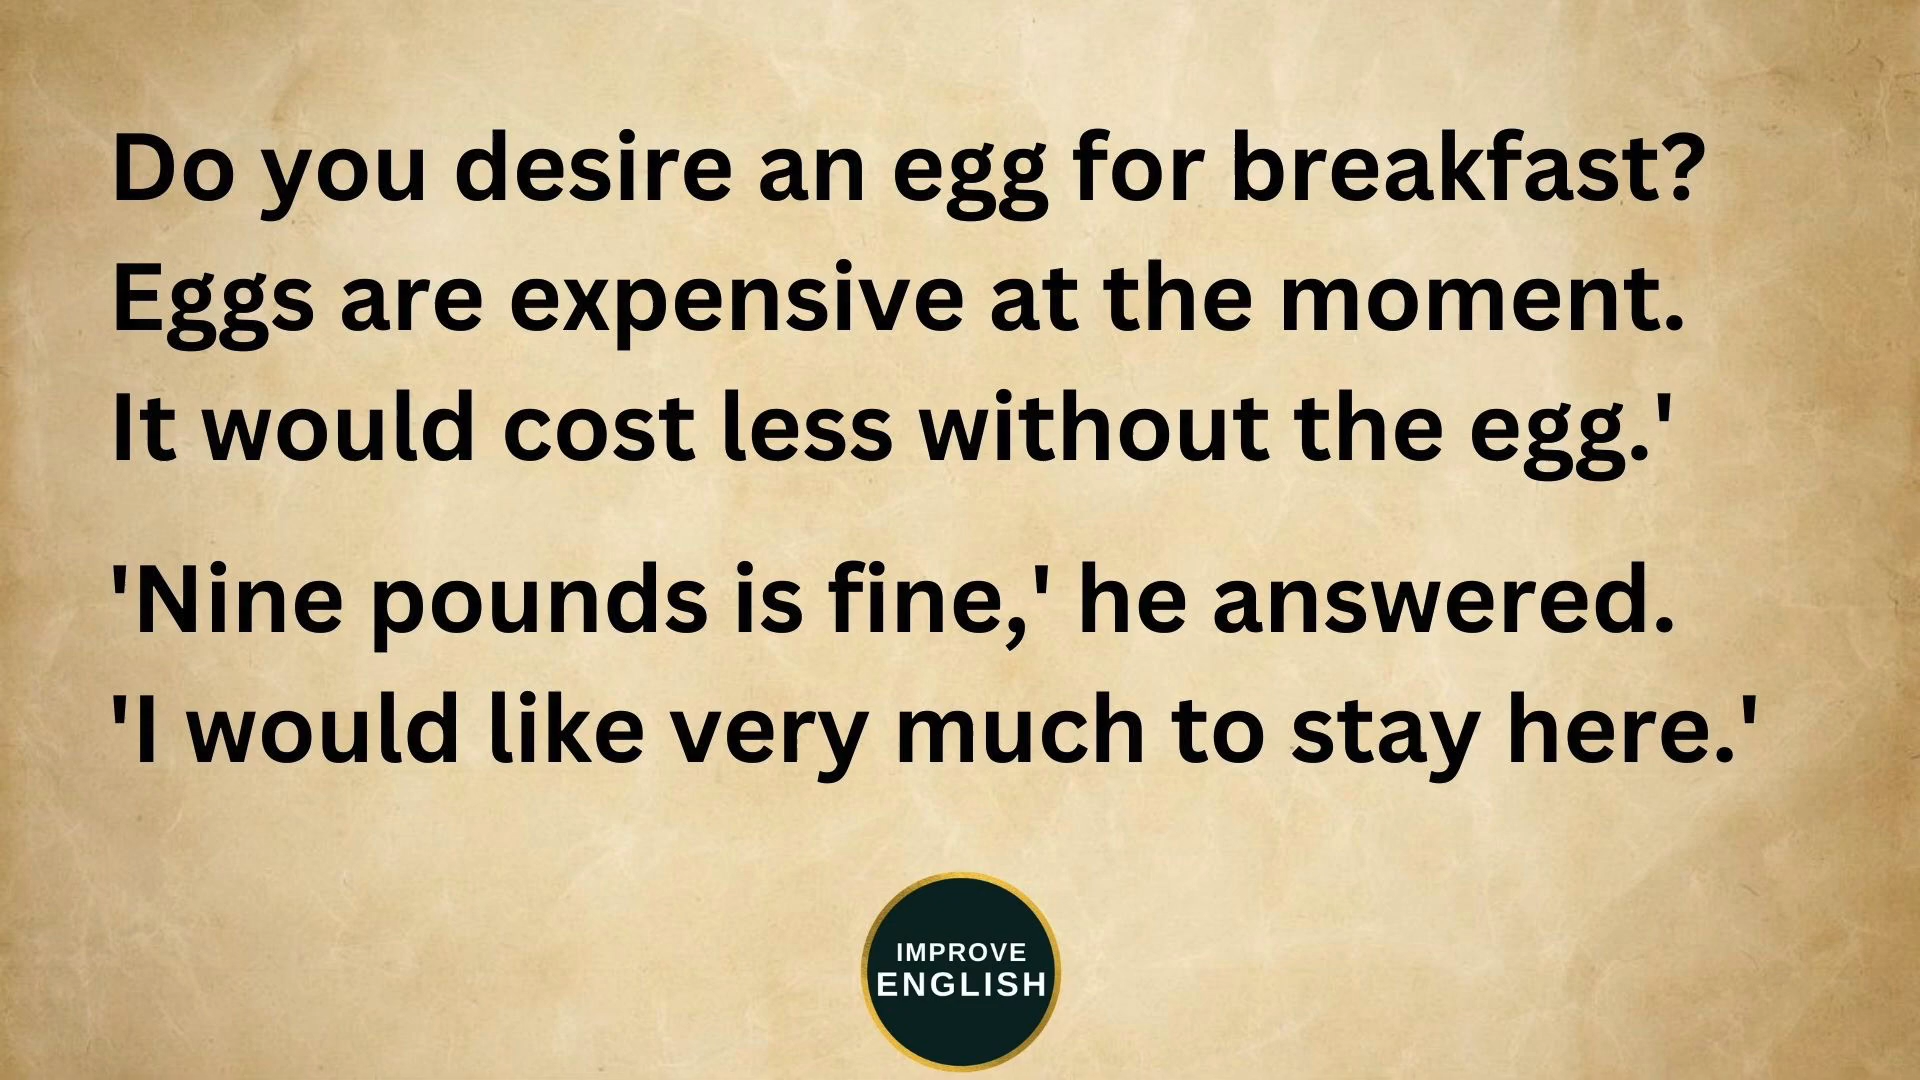 Do you desire an egg for breakfast?
Eggs are expensive at the moment.
It would cost less without the egg.'
'Nine pounds is fine,' he answered.
'I would like very much to stay here.'
IMPROVE
ENGLISH